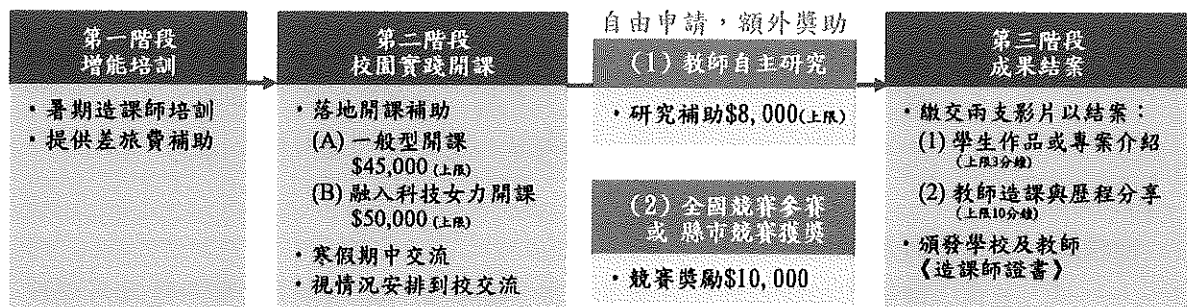 第一階段
增能培訓
・暑期造課師培訓
・提供差旅費補助
第二階段
校園實踐開課
・落地開課補助
(A) 一般型開課
$45,000 (上限)
(B) 融入科技女力開課
$50,000 (上限)
・寒假期中交流
・視情況安排到校交流
自由申請，額外獎助
(1) 教師自主研究
・研究補助$8,000(上限)
(2) 全國競賽參賽
或 縣市競賽獲獎
・競賽獎勵$10,000
第三階段
成果結案
・繳交兩支影片以結案：
(1) 學生作品或專案介紹
(上限3分鐘)
(2) 教師造課與歷程分享
(上限10分鐘)
・頒發學校及教師
《造課師證書》